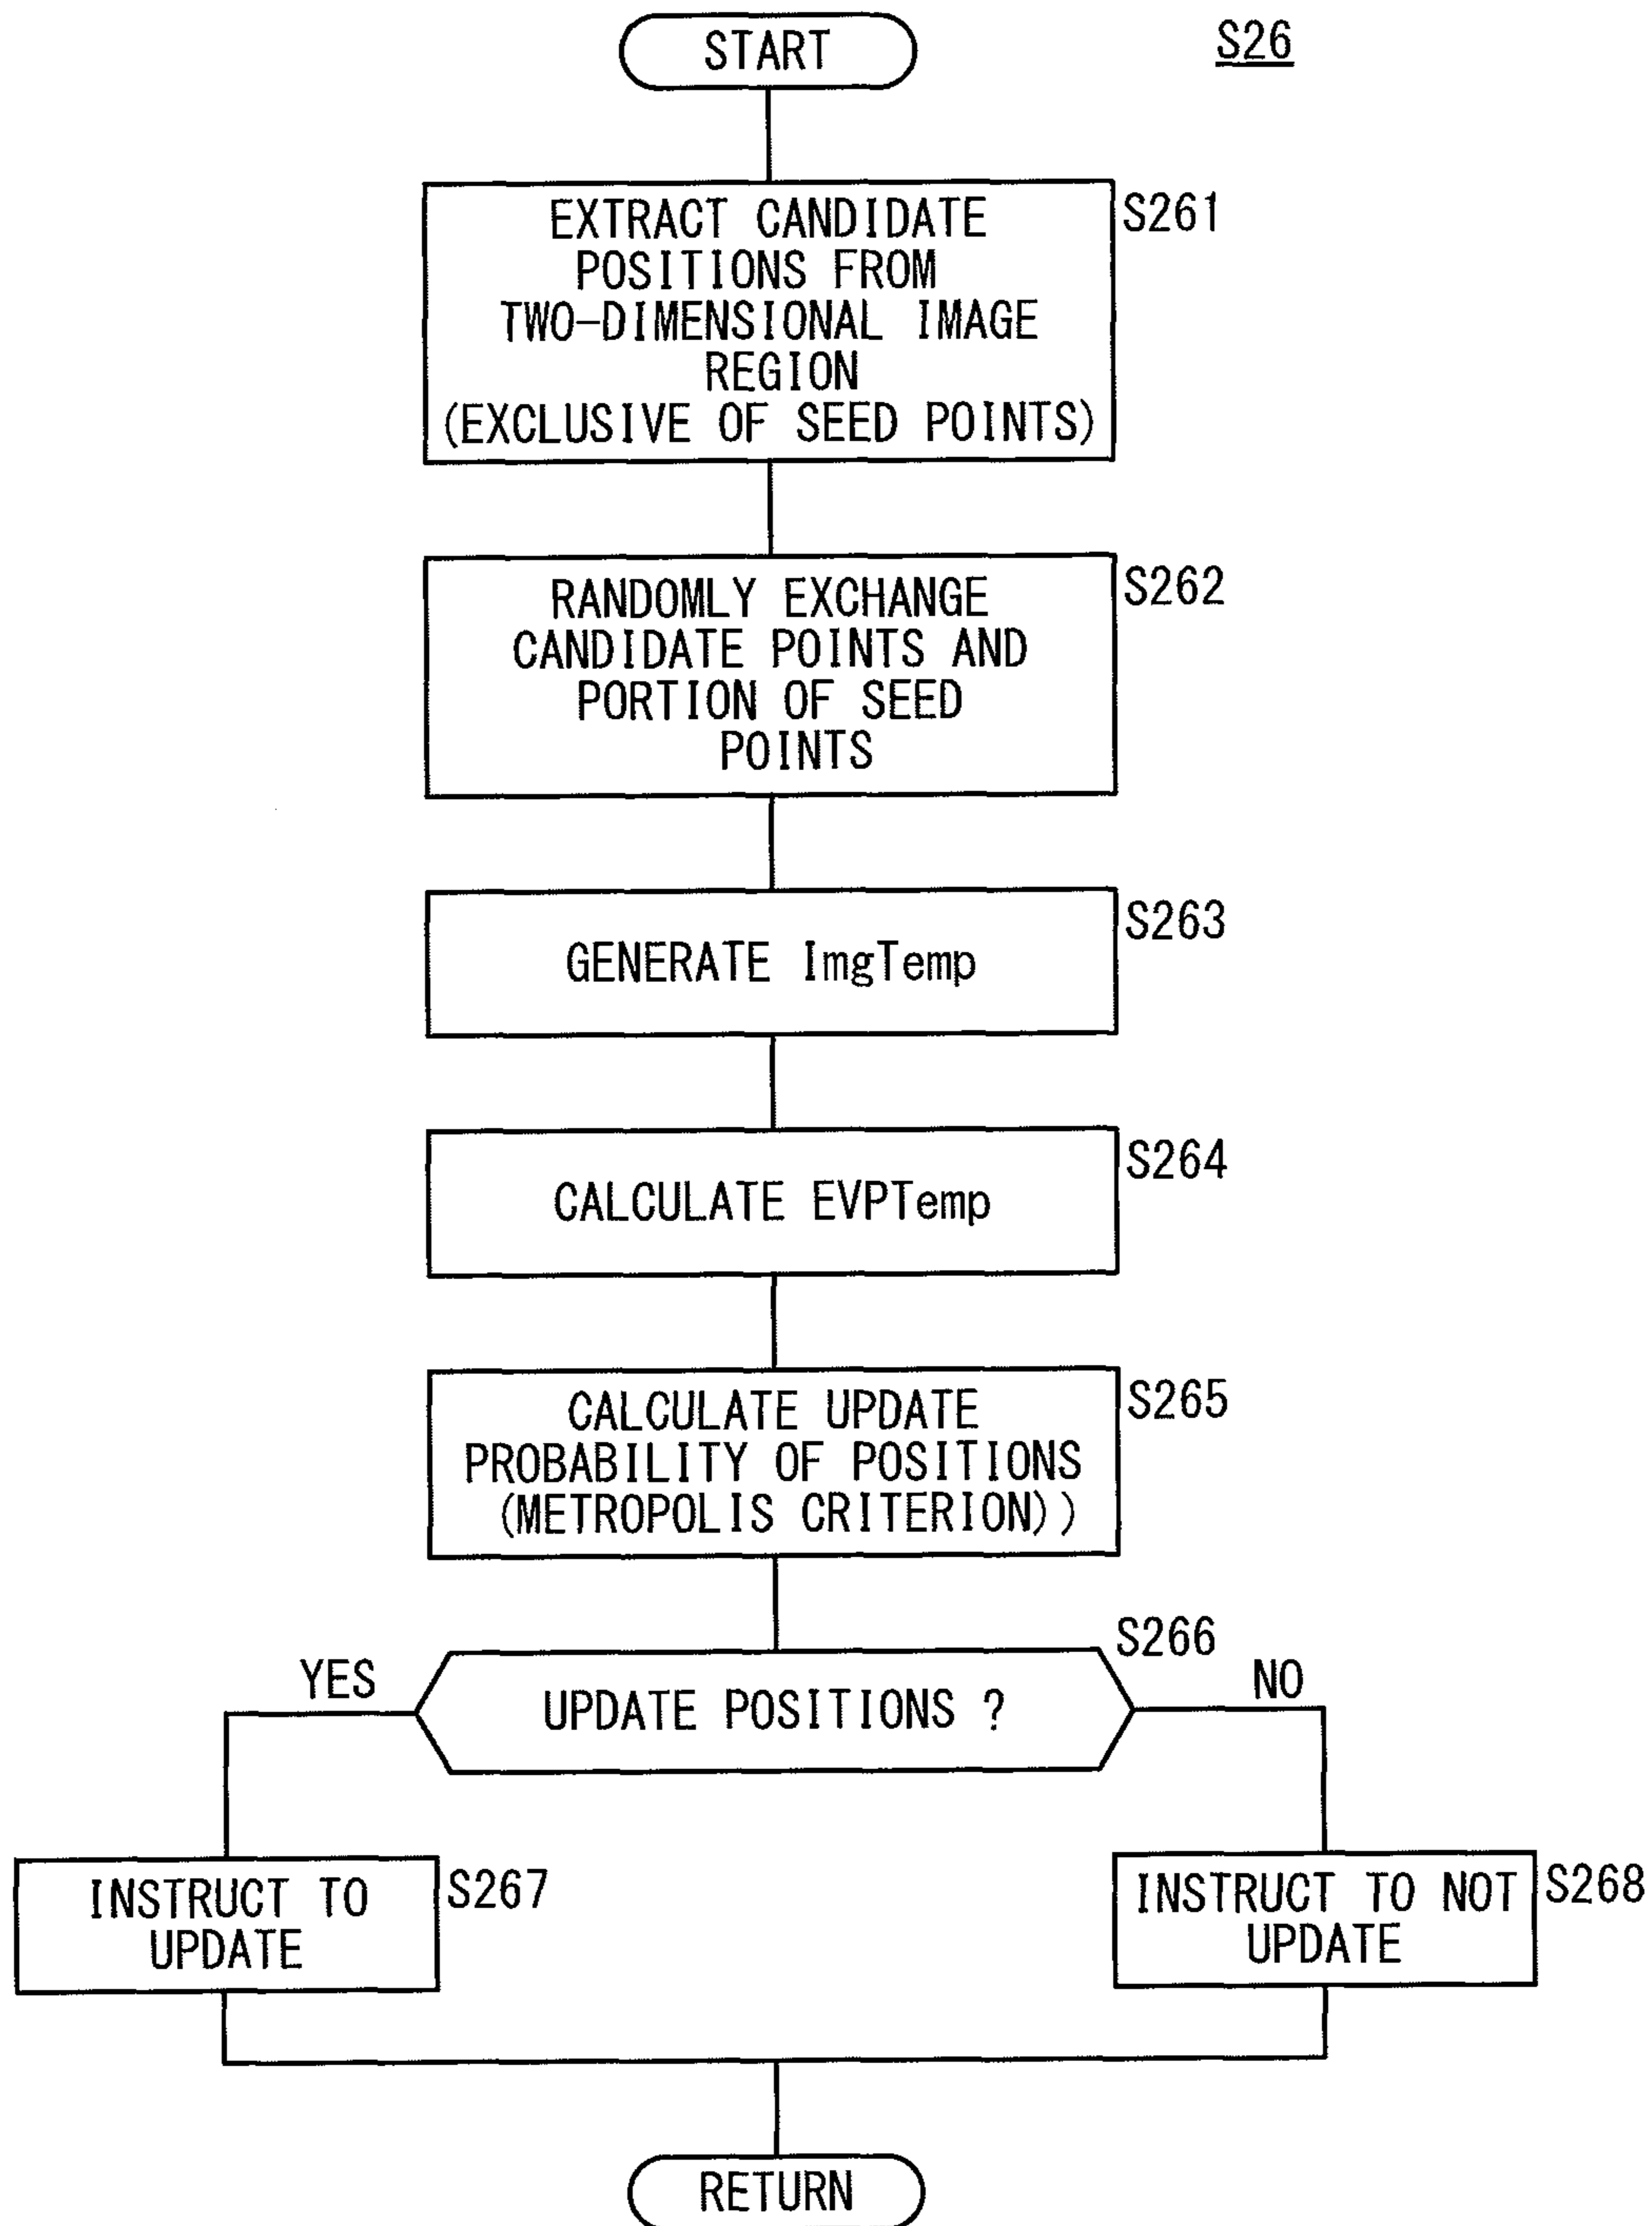 START
S26
EXTRACT CANDIDATE
POSITIONS FROM
TWO-DIMENSIONAL IMAGE
REGION
(EXCLUSIVE OF SEED POINTS)
S261
RANDOMLY EXCHANGE
CANDIDATE POINTS AND
PORTION OF SEED
POINTS
S262
GENERATE ImgTemp
S263
CALCULATE EVPTemp
S264
CALCULATE UPDATE
PROBABILITY OF POSITIONS
(METROPOLIS CRITERION))
S265
UPDATE POSITIONS ?
S266
YES
NO
INSTRUCT TO
UPDATE
S267
INSTRUCT TO NOT
UPDATE
S268
RETURN